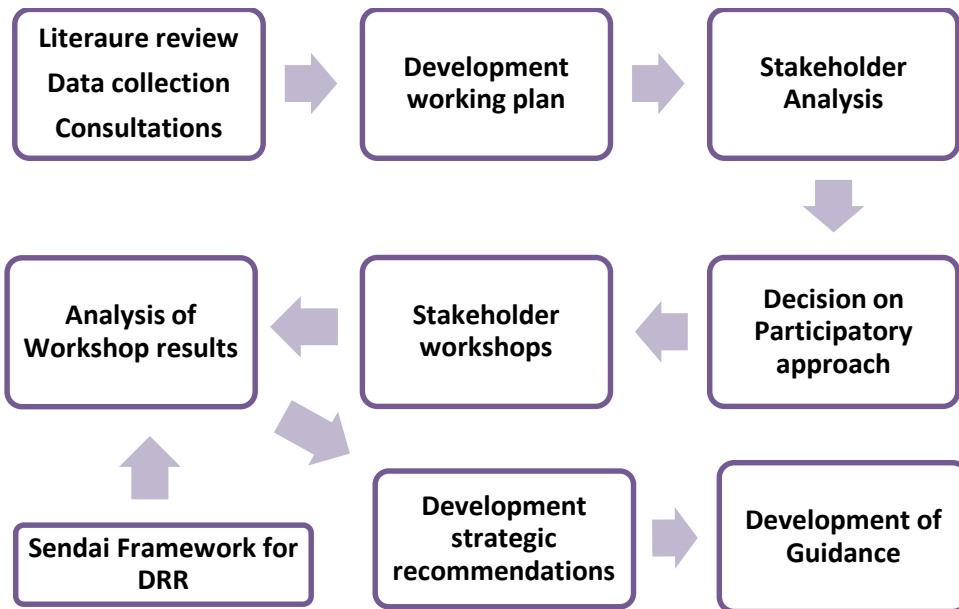 Literaure review
Data collection
Consultations
Development
working plan
Stakeholder
Analysis
Decision on
Participatory
approach
Stakeholder
workshops
Analysis of
Workshop results
Sendai Framework for
DRR
Development
strategic
recommendations
Development of
Guidance